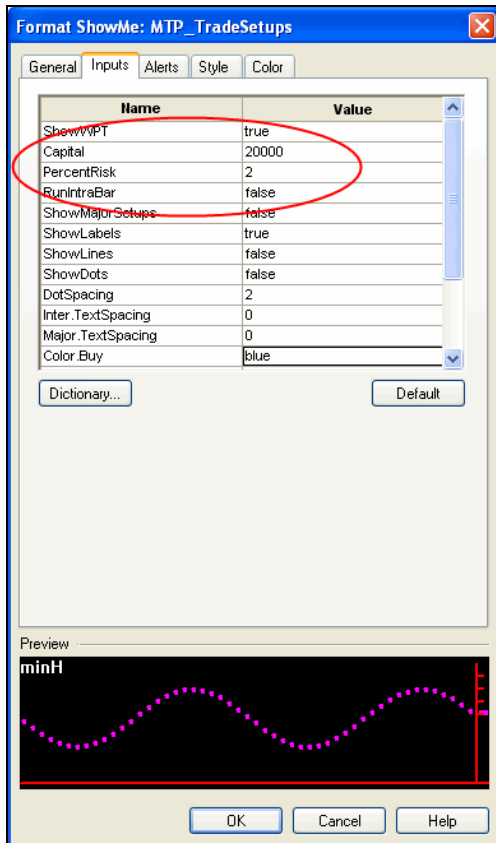 Format ShowMe: MTP_TradeSetups
General Inputs Alerts Style Color
Name Value
ShowWPT true
Capital 20000
PercentRisk 2
RunIntraBar false
ShowMajorSetups false
ShowLabels true
ShowLines false
ShowDots false
DotSpacing 2
Inter.TextSpacing 0
Major.TextSpacing 0
Color.Buy blue
Dictionary... Default
Preview
minH
OK Cancel Help